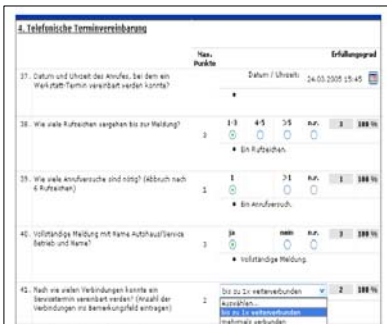 4. Telefonische Terminvereinbarung
Max. Punkte Erfüllungsgrad
37. Datum und Uhrzeit des Anrufes, bei dem ein
Werkstatt-Termin vereinbart werden konnte?
Datum / Uhrzeit: 24.03.2005 15:45
38. Wie viele Rufzeichen vergehen bis zur Meldung?
3
1-3 4-5 >5 n.r. 3 100 %
Ein Rufzeichen.
39. Wie viele Anrufversuche sind nötig? (Abbruch nach
6 Rufzeichen)
1
1 >1 n.r. 1 100 %
Ein Anrufversuch.
40. Vollständige Meldung mit Name Autohaus/Service
Betrieb und Name?
3
ja nein n.r. 3 100 %
Vollständige Meldung.
41. Nach wie vielen Verbindungen konnte ein
Servicetermin vereinbart werden? (Anzahl der
Verbindungen ins Bemerkungsfeld eintragen)
2
bis zu 1x weiterverbunden 2 100 %
Auswählen...
bis zu 1x weiterverbunden
mehrmals verbunden